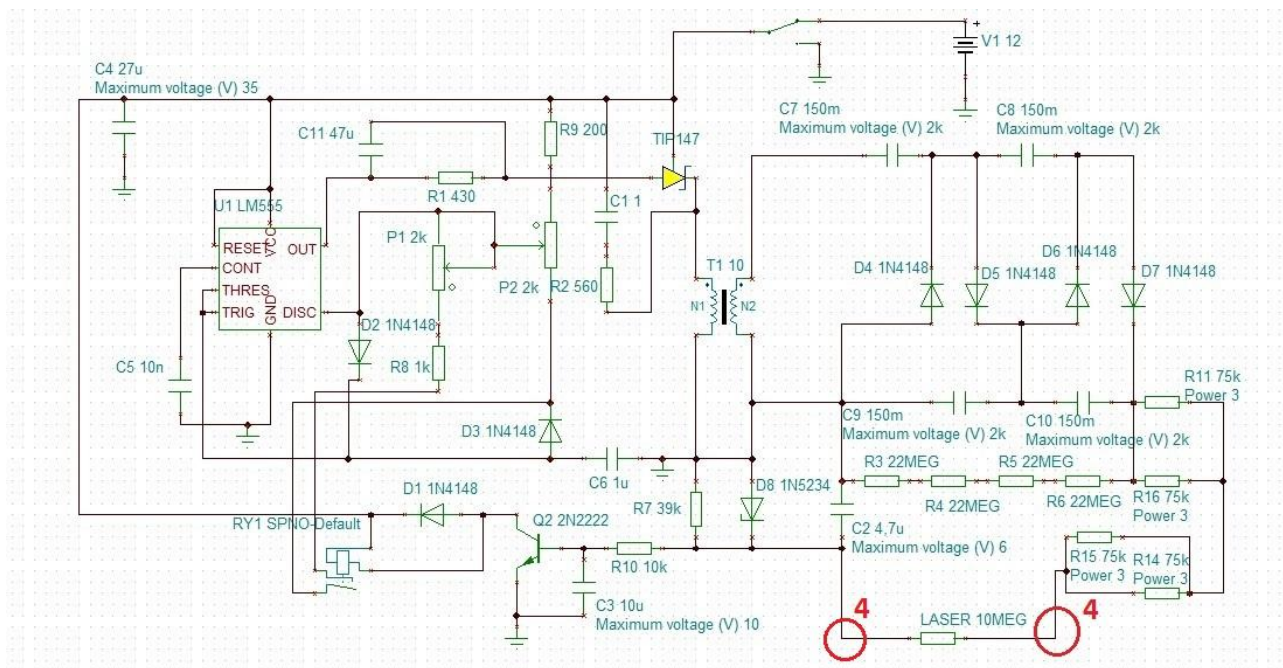 V1 12
C4 27u
Maximum voltage (V) 35
C7 150m
Maximum voltage (V) 2k
C8 150m
Maximum voltage (V) 2k
C11 47u
R9 200
TIP147
R1 430
C1 1
U1 LM555
RESET
VCC
OUT
CONT
THRES
TRIG
GND
DISC
P1 2k
P2 2k
R2 560
T1 10
N1
N2
D4 1N4148
D5 1N4148
D6 1N4148
D7 1N4148
D2 1N4148
R8 1k
C5 10n
D3 1N4148
C6 1u
C9 150m
Maximum voltage (V) 2k
C10 150m
Maximum voltage (V) 2k
R11 75k
Power 3
R3 22MEG
R4 22MEG
R5 22MEG
R6 22MEG
R16 75k
Power 3
D1 1N4148
RY1 SPNO-Default
Q2 2N2222
R7 39k
D8 1N5234
C2 4,7u
Maximum voltage (V) 6
R10 10k
C3 10u
Maximum voltage (V) 10
R15 75k
Power 3
R14 75k
Power 3
4
LASER 10MEG
4